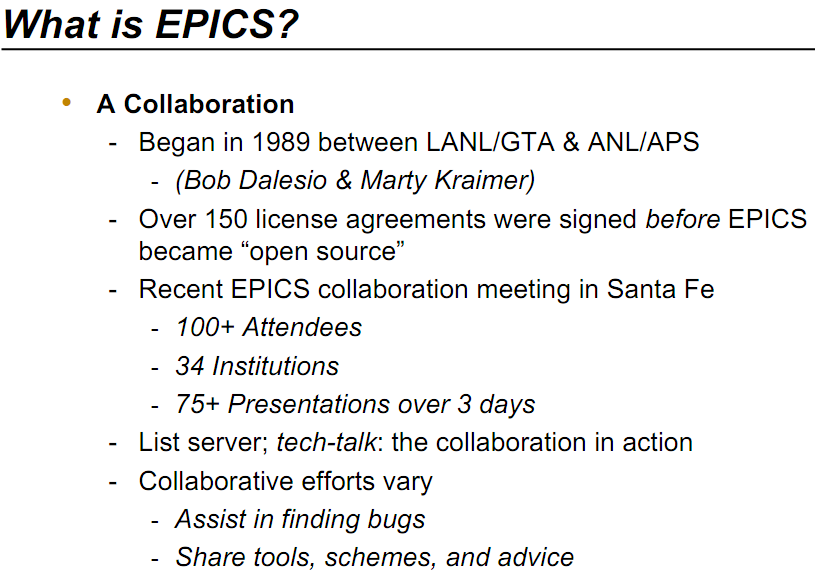 What is EPICS?
• A Collaboration
- Began in 1989 between LANL/GTA & ANL/APS
- (Bob Dalesio & Marty Kraimer)
- Over 150 license agreements were signed before EPICS
became “open source”
- Recent EPICS collaboration meeting in Santa Fe
- 100+ Attendees
- 34 Institutions
- 75+ Presentations over 3 days
- List server; tech-talk: the collaboration in action
- Collaborative efforts vary
- Assist in finding bugs
- Share tools, schemes, and advice